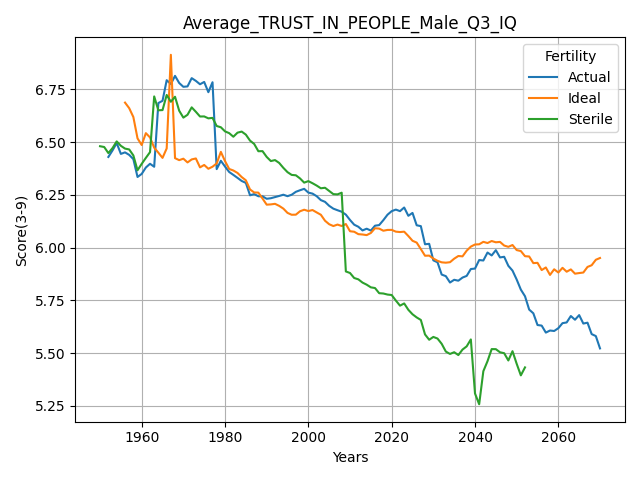 Average_TRUST_IN_PEOPLE_Male_Q3_IQ
Fertility
Actual
Ideal
Sterile
Score(3-9)
6.75
6.50
6.25
6.00
5.75
5.50
5.25
1960 1980 2000 2020 2040 2060
Years